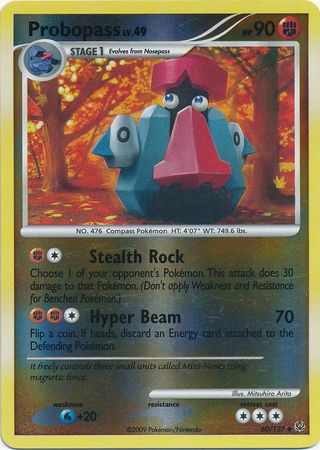 Probopass LV.49 HP 90
STAGE 1 Evolves from Nosepass
NO. 476 Compass Pokémon HT: 4'07" WT: 749.6 lbs.
Stealth Rock
Choose 1 of your opponent's Pokémon. This attack does 30
damage to that Pokémon. (Don't apply Weakness and Resistance
for Benched Pokémon.)
Hyper Beam 70
Flip a coin. If heads, discard an Energy card attached to the
Defending Pokémon.
It freely controls three small units called Mini-Noses using
magnetic force.
Illus. Mitsuhiro Arita
weakness resistance retreat cost
+20
©2009 Pokémon/Nintendo 60/127